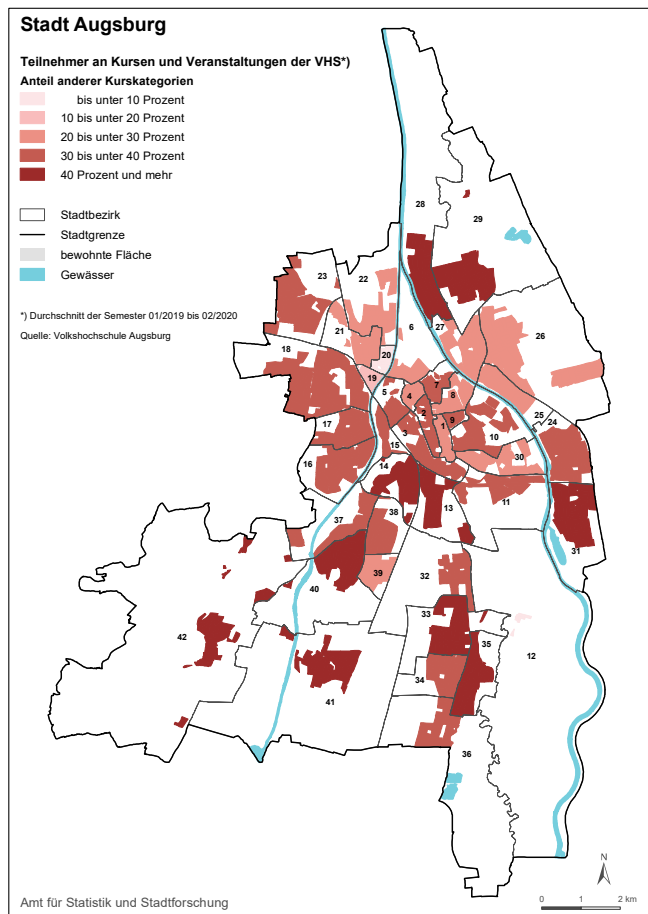 Stadt Augsburg
Teilnehmer an Kursen und Veranstaltungen der VHS*)
Anteil anderer Kurskategorien
bis unter 10 Prozent
10 bis unter 20 Prozent
20 bis unter 30 Prozent
30 bis unter 40 Prozent
40 Prozent und mehr
Stadtbezirk
Stadtgrenze
bewohnte Fläche
Gewässer
*) Durchschnitt der Semester 01/2019 bis 02/2020
Quelle: Volkshochschule Augsburg
28
29
23
22
21
6
27
26
18
20
19
5
4
7
8
2
9
1
3
10
25
24
17
15
30
16
14
11
13
38
37
31
39
32
40
33
35
42
12
34
41
36
N
0 1 2 km
Amt für Statistik und Stadtforschung